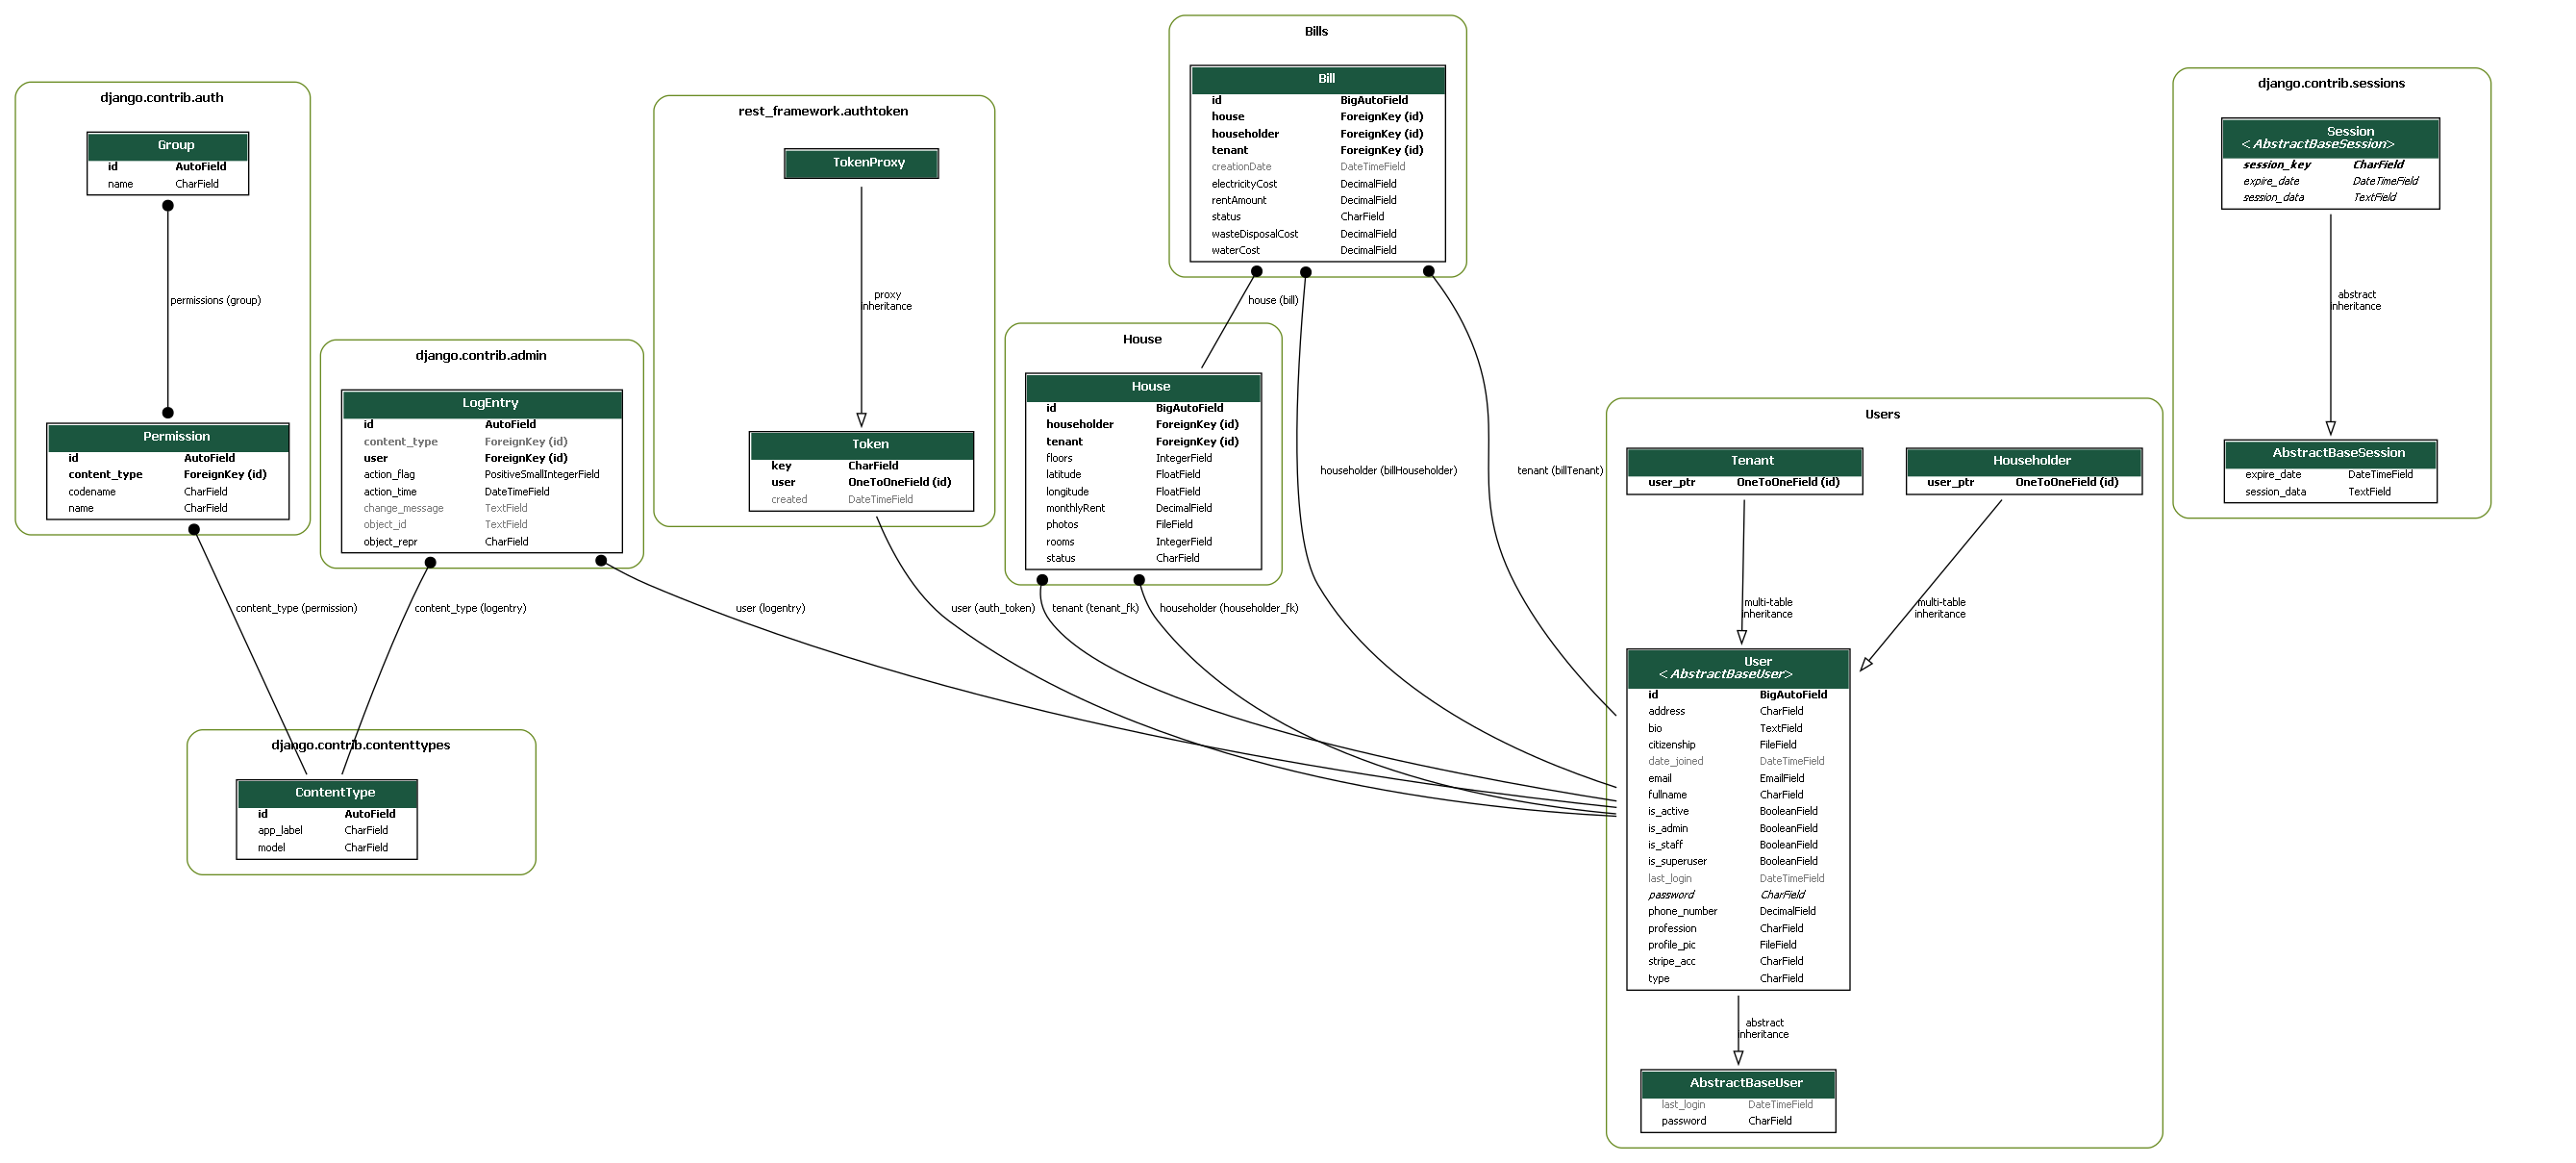 Bills
Bill
id BigAutoField
house ForeignKey (id)
householder ForeignKey (id)
tenant ForeignKey (id)
creationDate DateTimeField
electricityCost DecimalField
rentAmount DecimalField
status CharField
wasteDisposalCost DecimalField
waterCost DecimalField
django.contrib.auth
Group
id AutoField
name CharField
permissions (group)
Permission
id AutoField
content_type ForeignKey (id)
codename CharField
name CharField
django.contrib.admin
LogEntry
id AutoField
content_type ForeignKey (id)
user ForeignKey (id)
action_flag PositiveSmallIntegerField
action_time DateTimeField
change_message TextField
object_id TextField
object_repr CharField
rest_framework.authtoken
TokenProxy
proxy
inheritance
Token
key CharField
user OneToOneField (id)
created DateTimeField
house (bill)
House
House
id BigAutoField
householder ForeignKey (id)
tenant ForeignKey (id)
floors IntegerField
latitude FloatField
longitude FloatField
monthlyRent DecimalField
photos FileField
rooms IntegerField
status CharField
householder (billHouseholder)
tenant (billTenant)
django.contrib.sessions
Session
<AbstractBaseSession>
session_key CharField
expire_date DateTimeField
session_data TextField
abstract
inheritance
AbstractBaseSession
expire_date DateTimeField
session_data TextField
Users
Tenant
user_ptr OneToOneField (id)
Householder
user_ptr OneToOneField (id)
content_type (permission)
content_type (logentry)
user (logentry)
user (auth_token)
tenant (tenant_fk)
householder (householder_fk)
multi-table
inheritance
multi-table
inheritance
User
<AbstractBaseUser>
id BigAutoField
address CharField
bio TextField
citizenship FileField
date_joined DateTimeField
email EmailField
fullname CharField
is_active BooleanField
is_admin BooleanField
is_staff BooleanField
is_superuser BooleanField
last_login DateTimeField
password CharField
phone_number DecimalField
profession CharField
profile_pic FileField
stripe_acc CharField
type CharField
abstract
inheritance
AbstractBaseUser
last_login DateTimeField
password CharField
django.contrib.contenttypes
ContentType
id AutoField
app_label CharField
model CharField